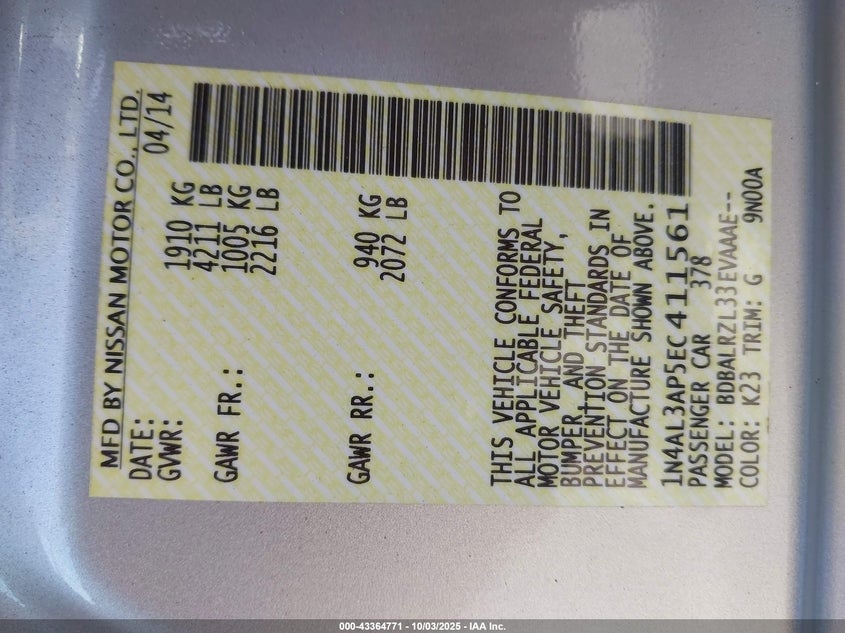 MFD BY NISSAN MOTOR CO., LTD.
DATE: 04/14
GVWR: 1910 KG
4211 LB
GAWR FR.: 1005 KG
2216 LB
GAWR RR.: 940 KG
2072 LB
THIS VEHICLE CONFORMS TO
ALL APPLICABLE FEDERAL
MOTOR VEHICLE SAFETY,
BUMPER AND THEFT
PREVENTION STANDARDS IN
EFFECT ON THE DATE OF
MANUFACTURE SHOWN ABOVE.
1N4AL3AP5EC411561
PASSENGER CAR 378
MODEL: BDBALRZL33EVAAAE--
COLOR: K23 TRIM: G 9N00A
000-43364771 - 10/03/2025 - IAA Inc.